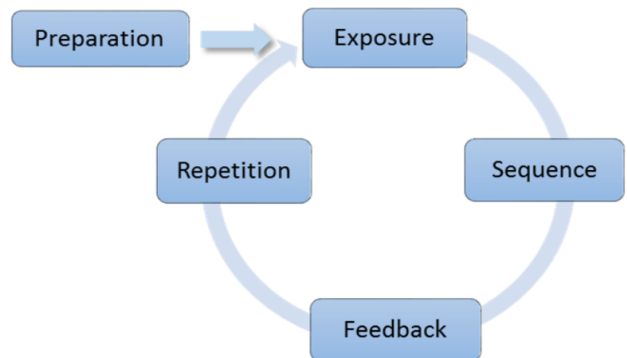 Preparation
Exposure
Sequence
Feedback
Repetition